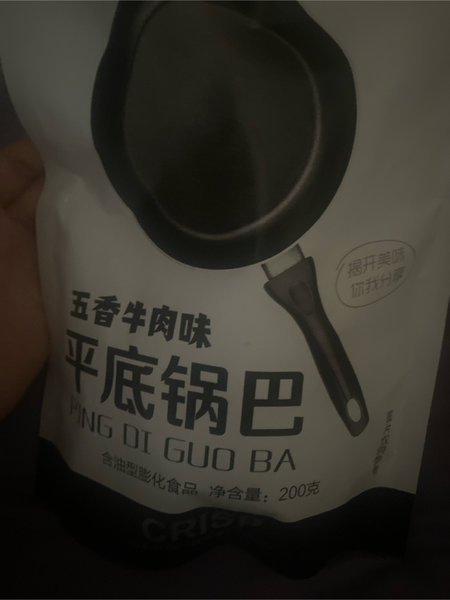 揭开美味
你我分享
五香牛肉味
平底锅巴
PING DI GUO BA
含油型膨化食品 净含量：200克